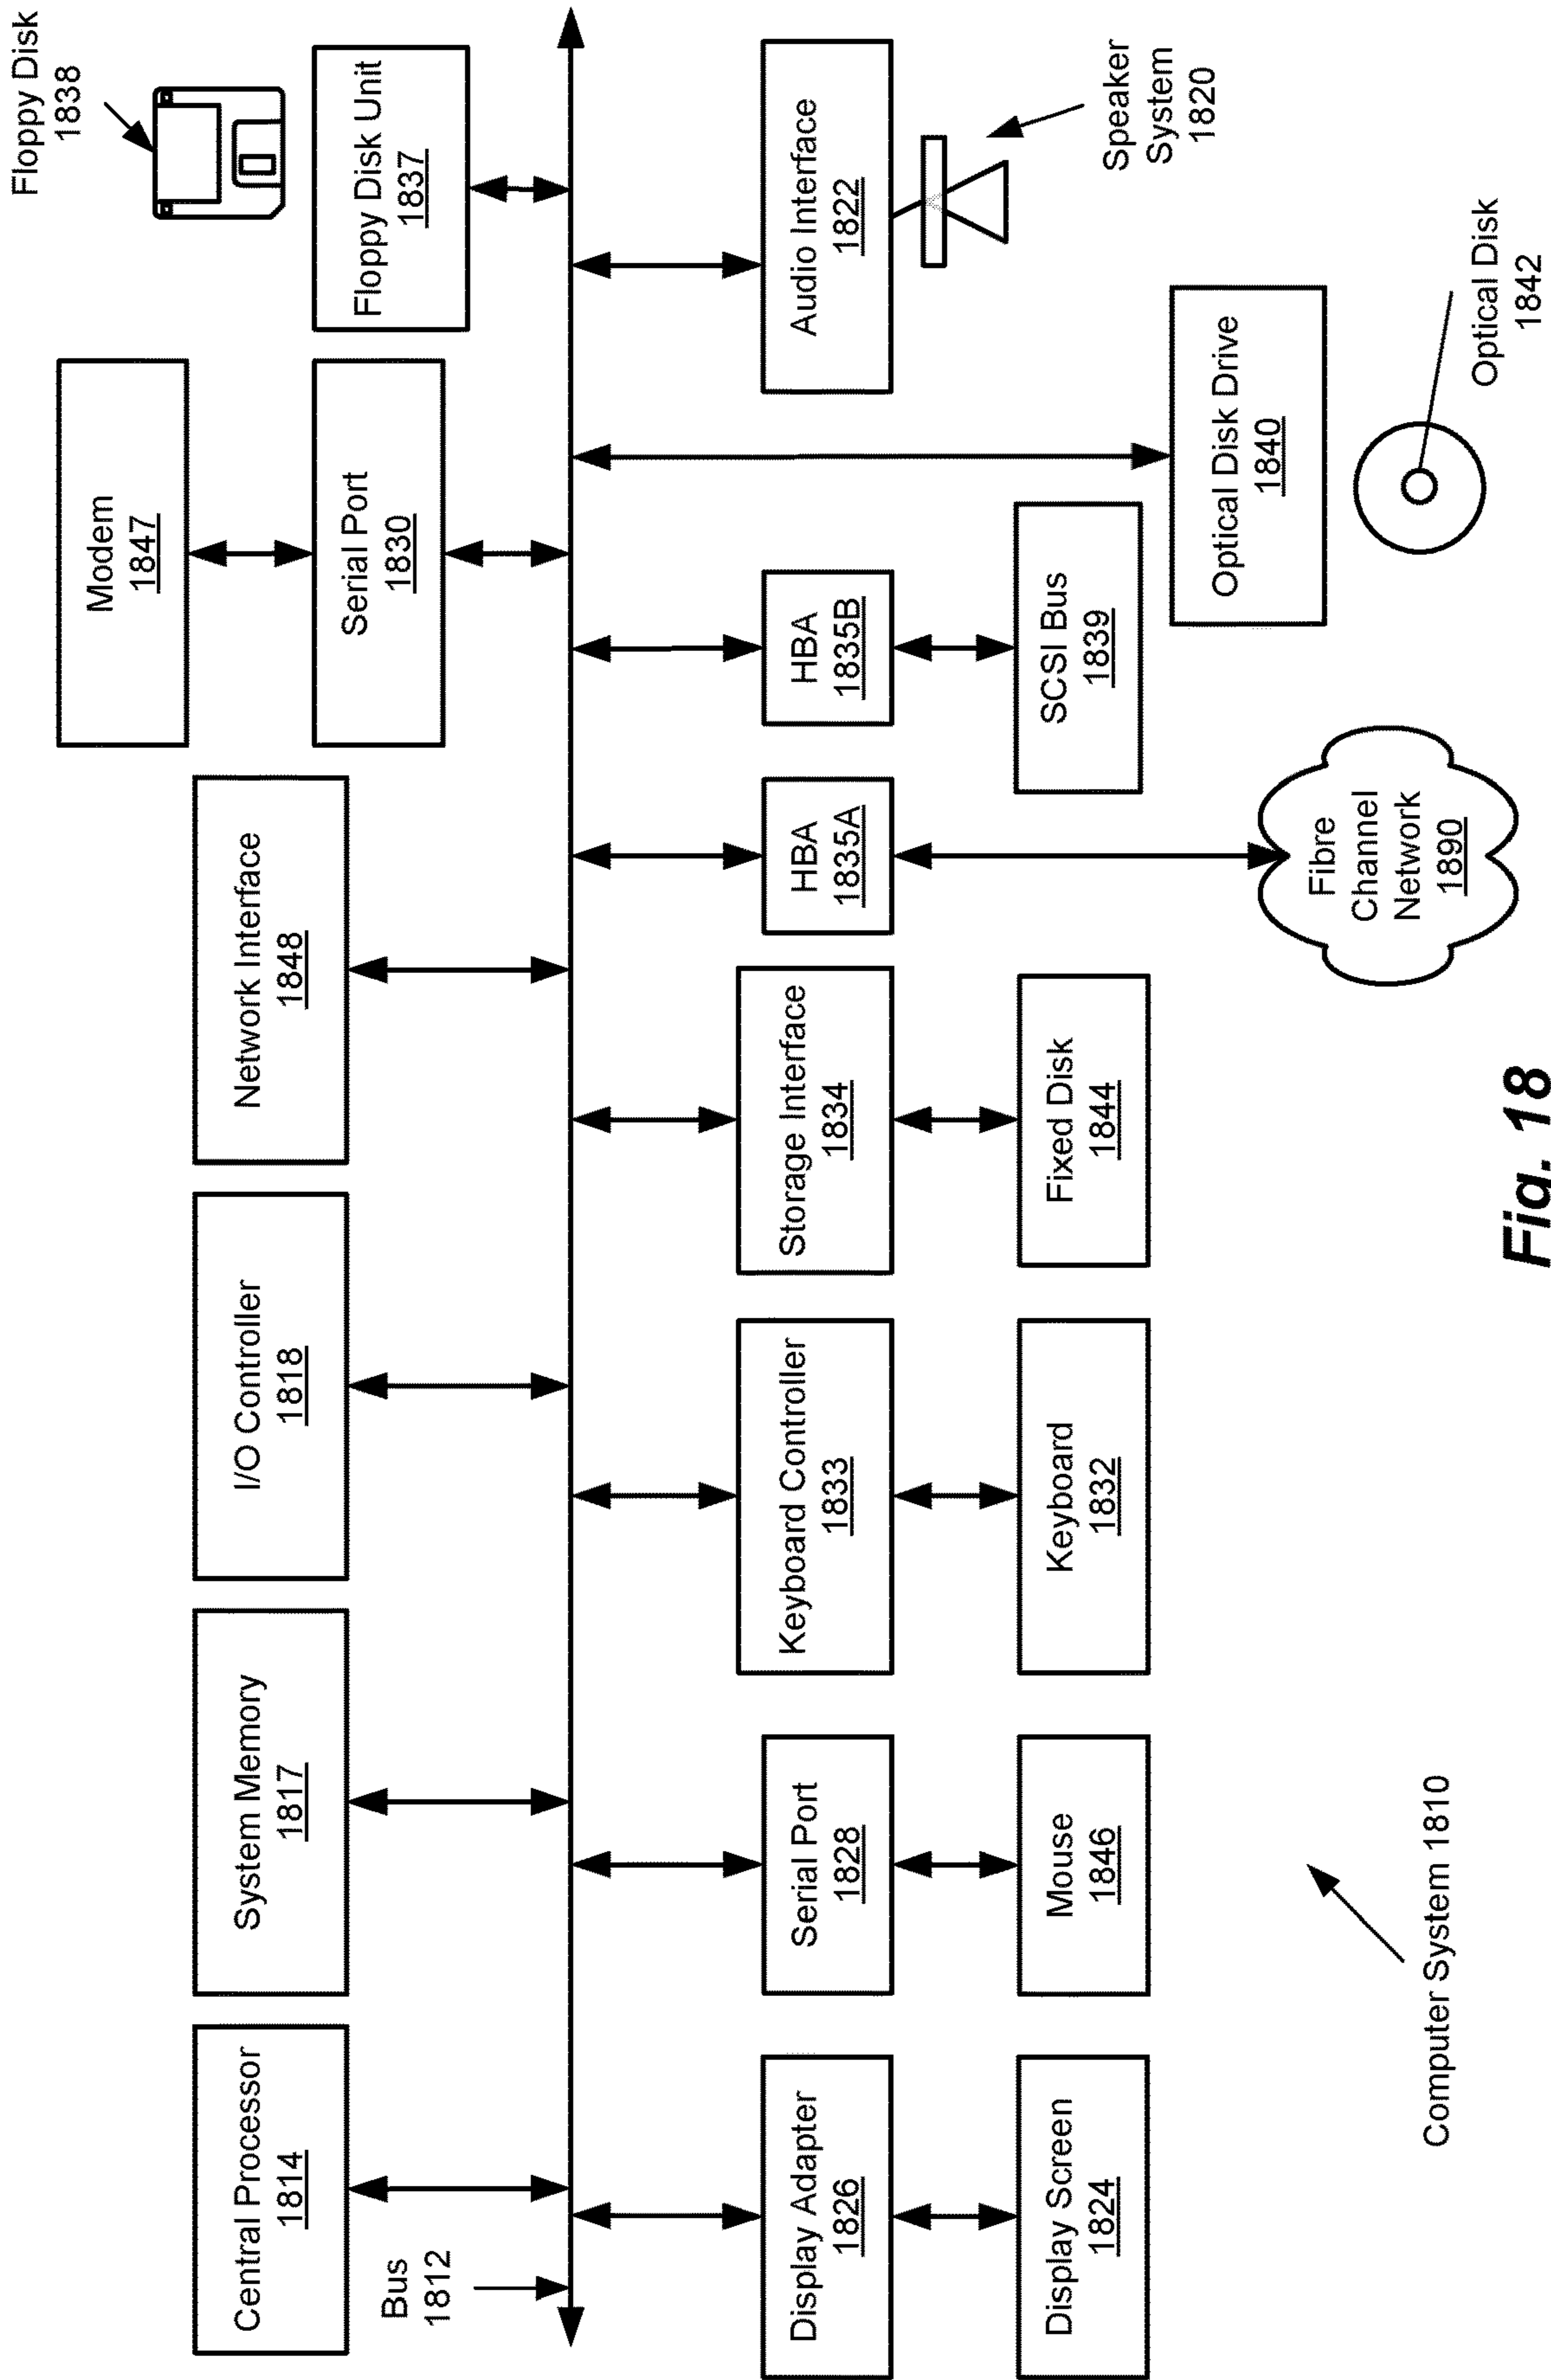 Central Processor
1814
System Memory
1817
I/O Controller
1818
Network Interface
1848
Modem
1847
Serial Port
1830
Floppy Disk
1838
Floppy Disk Unit
1837
Bus
1812
Display Adapter
1826
Display Screen
1824
Serial Port
1828
Mouse
1846
Keyboard Controller
1833
Keyboard
1832
Storage Interface
1834
Fixed Disk
1844
HBA
1835A
Fibre
Channel
Network
1890
HBA
1835B
SCSI Bus
1839
Optical Disk Drive
1840
Optical Disk
1842
Audio Interface
1822
Speaker
System
1820
Computer System 1810
Fig. 18